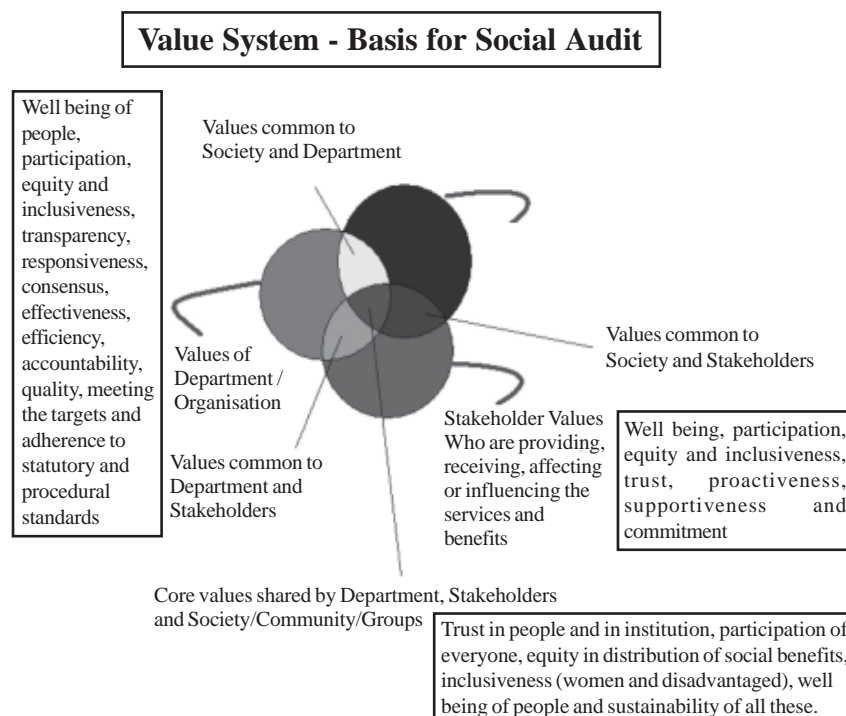 Value System - Basis for Social Audit
Well being of
people,
participation,
equity and
inclusiveness,
transparency,
responsiveness,
consensus,
effectiveness,
efficiency,
accountability,
quality, meeting
the targets and
adherence to
statutory and
procedural
standards
Values common to
Society and Department
Values of
Department /
Organisation
Values common to
Department and
Stakeholders
Values common to
Society and Stakeholders
Stakeholder Values
Who are providing,
receiving, affecting
or influencing the
services and
benefits
Well being, participation,
equity and inclusiveness,
trust, proactiveness,
supportiveness and
commitment
Core values shared by Department, Stakeholders
and Society/Community/Groups
Trust in people and in institution, participation of
everyone, equity in distribution of social benefits,
inclusiveness (women and disadvantaged), well
being of people and sustainability of all these.